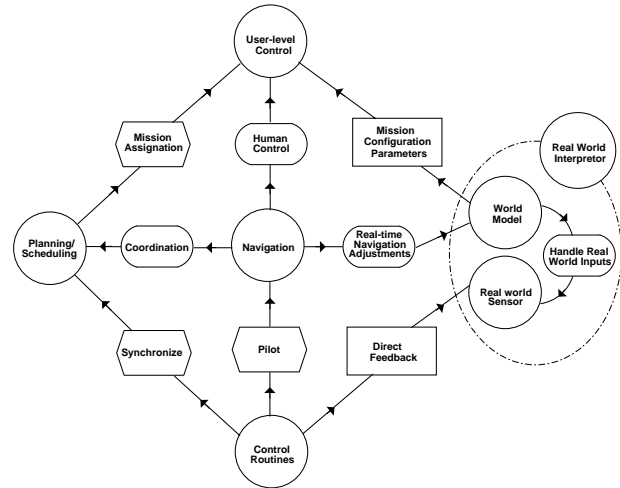 User-level
Control
Mission
Assignation
Human
Control
Mission
Configuration
Parameters
Real World
Interpretor
World
Model
Planning/
Scheduling
Coordination
Navigation
Real-time
Navigation
Adjustments
Handle Real
World Inputs
Real world
Sensor
Synchronize
Pilot
Direct
Feedback
Control
Routines